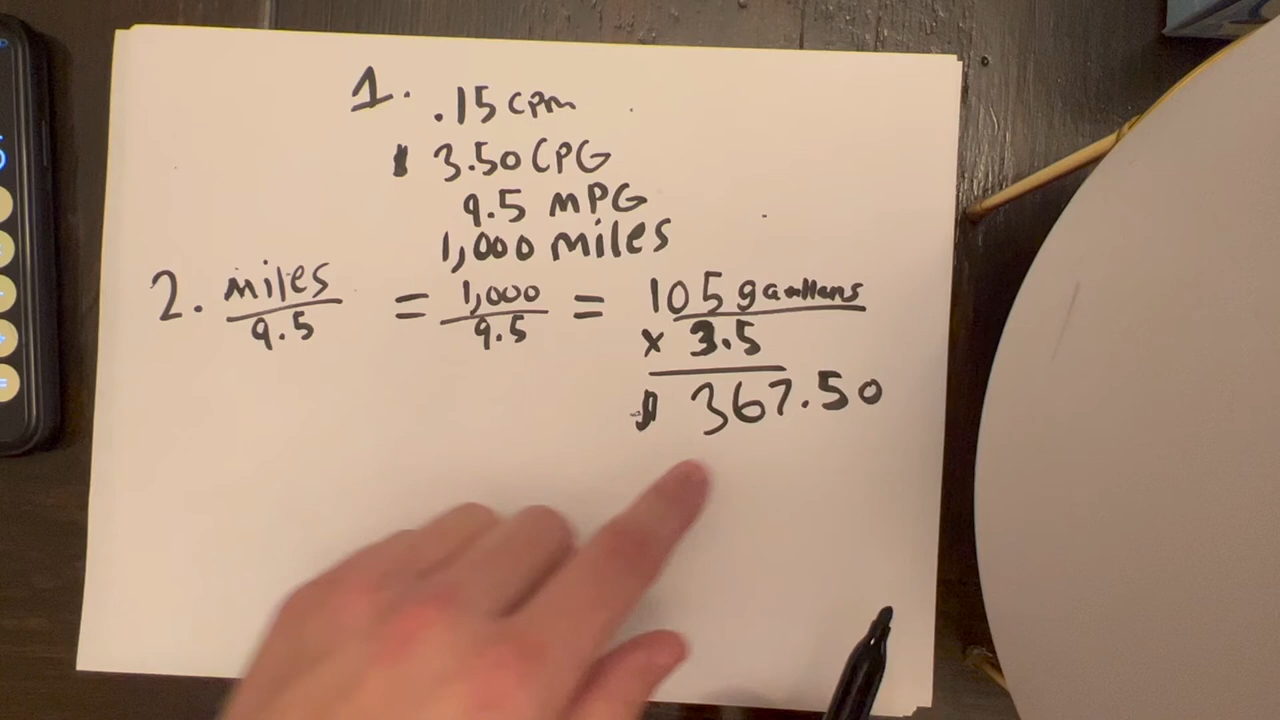 1. .15 cpm
$ 3.50 CPG
9.5 MPG
1,000 miles
2. miles/9.5 = 1,000/9.5 = 105 gallons
x 3.5
$ 367.50